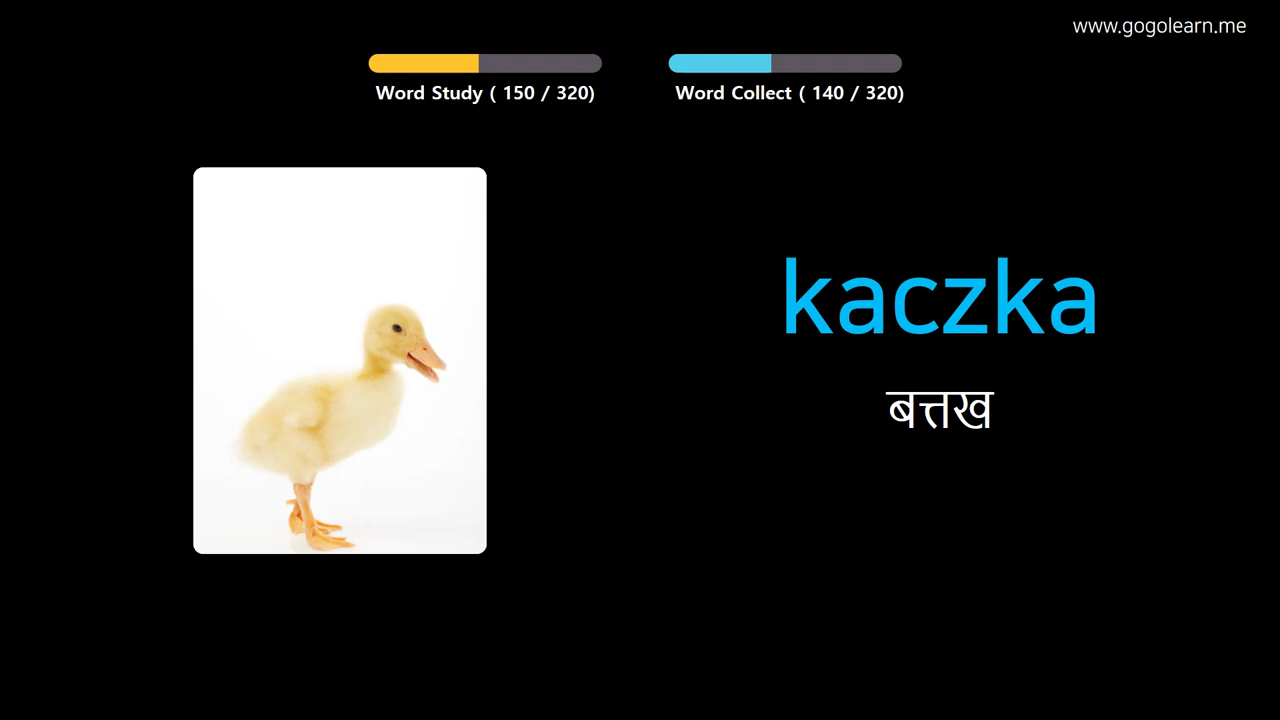 www.gogolearn.me
Word Study ( 150 / 320)
Word Collect ( 140 / 320)
kaczka
बत्तख